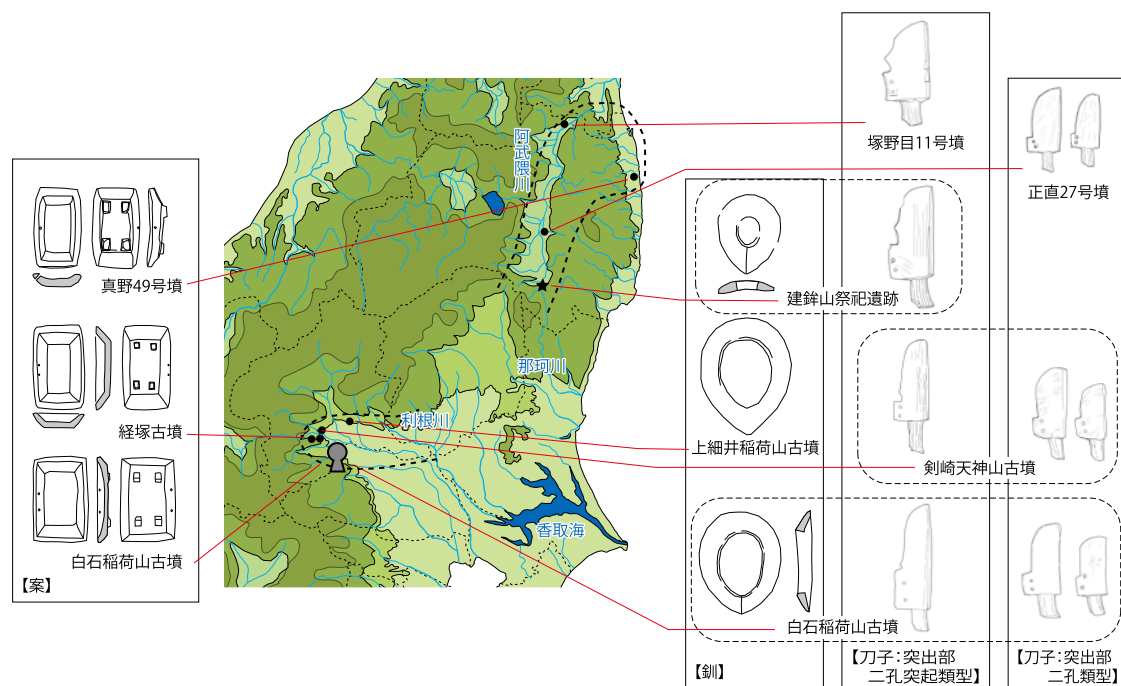 真野49号墳
経塚古墳
白石稲荷山古墳
【案】
阿武隈川
那珂川
利根川
香取海
塚野目11号墳
正直27号墳
建鉾山祭祀遺跡
上細井稲荷山古墳
剣崎天神山古墳
白石稲荷山古墳
【釧】
【刀子：突出部
二孔突起類型】
【刀子：突出部
二孔類型】